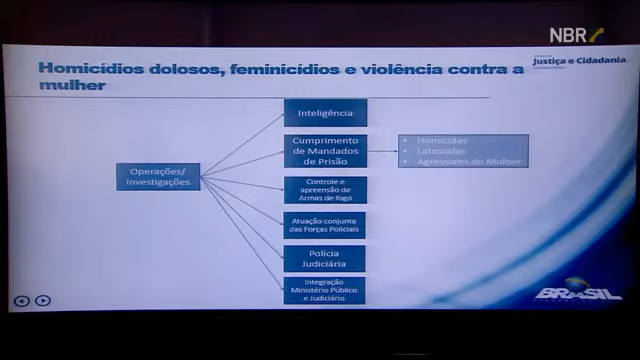 NBR
Justiça e Cidadania
Homicídios dolosos, feminicídios e violência contra a
mulher
Inteligência
Cumprimento
de Mandados
de Prisão
• Homicidas
• Latrocidas
• Agressores de Mulher
Operações/
Investigações
Controle e
apreensão de
Armas de fogo
Atuação conjunta
das Forças Policiais
Polícia
Judiciária
Integração
Ministério Público
e Judiciário
BRASIL